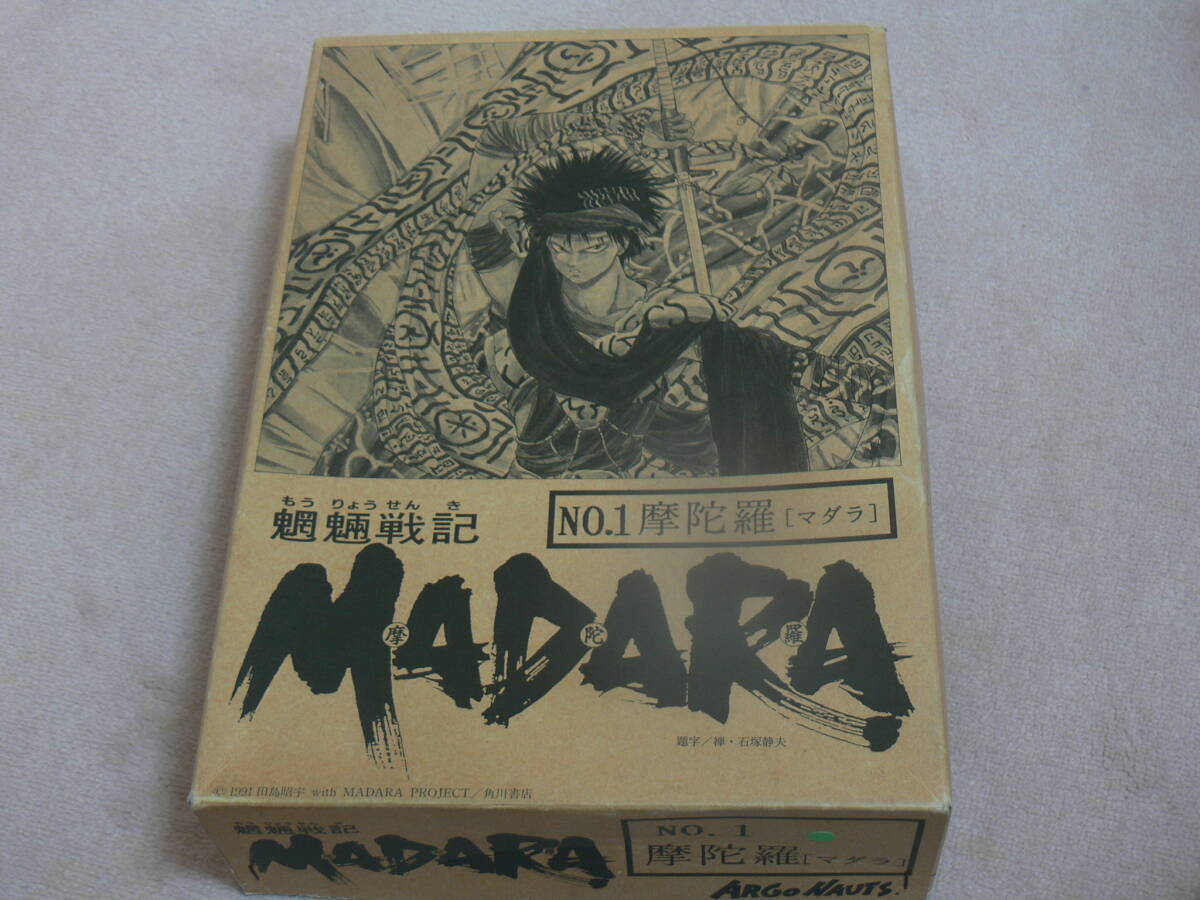 もうりょうせんき
魍魎戦記
NO.1 摩陀羅 [マダラ]
MADARA
摩 陀 羅
題字／禅・石塚静夫
© 1991 田島昭宇 with MADARA PROJECT／角川書店
魍魎戦記
MADARA
NO. 1
摩陀羅 [マダラ]
ARGONAUTS.